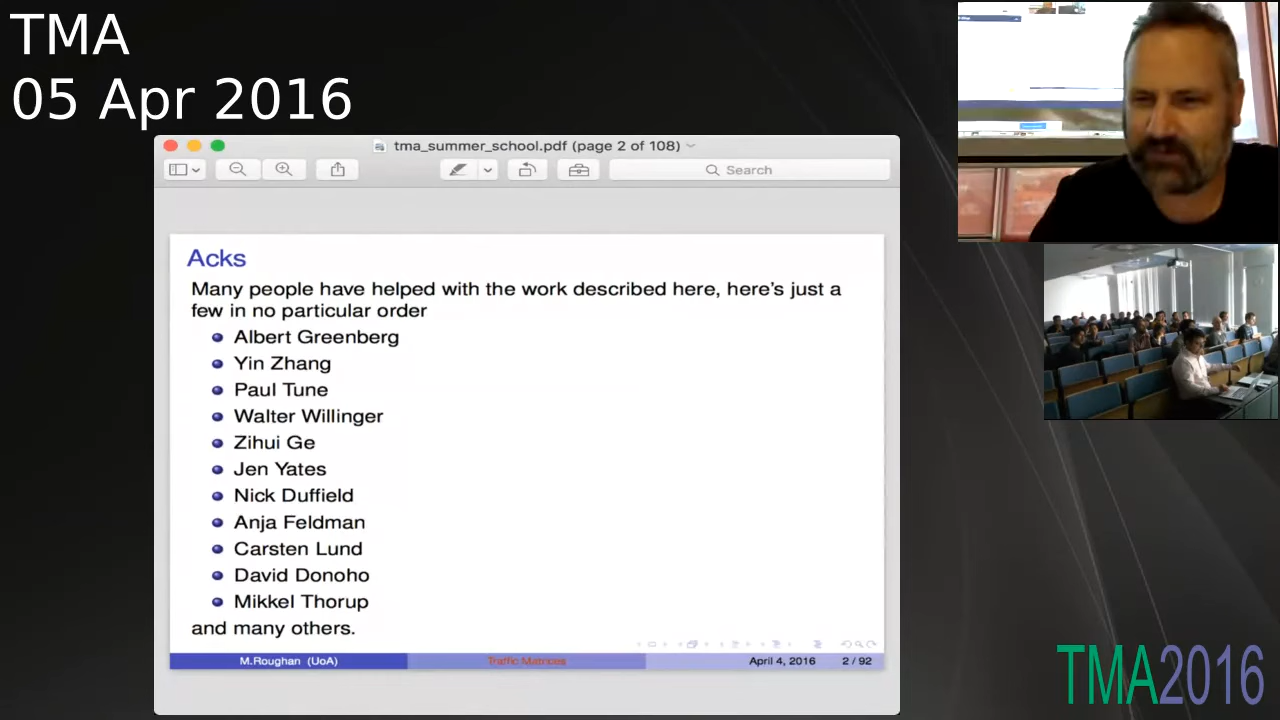 TMA
05 Apr 2016
tma_summer_school.pdf (page 2 of 108)
Search
Acks
Many people have helped with the work described here, here's just a
few in no particular order
Albert Greenberg
Yin Zhang
Paul Tune
Walter Willinger
Zihui Ge
Jen Yates
Nick Duffield
Anja Feldman
Carsten Lund
David Donoho
Mikkel Thorup
and many others.
M.Roughan (UoA)
Traffic Matrices
April 4, 2016
2 / 92
TMA2016